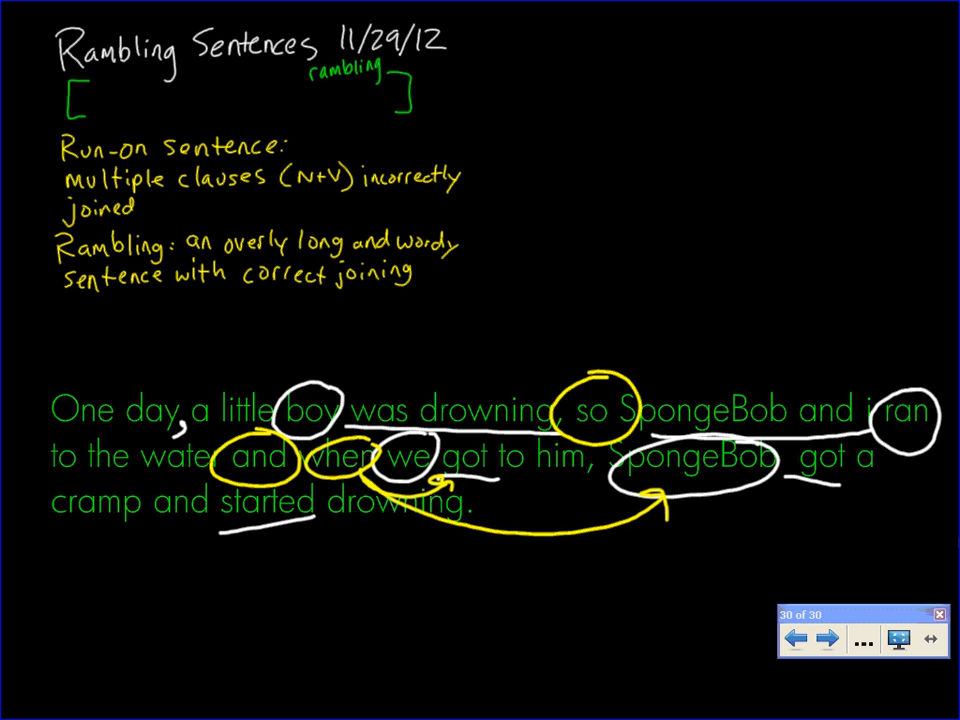 Rambling Sentences 11/29/12
rambling
[ ]
Run-on sentence:
multiple clauses (N+V) incorrectly
joined
Rambling: an overly long and wordy
sentence with correct joining
One day, a little boy was drowning, so SpongeBob and i ran
to the water and when we got to him, SpongeBob got a
cramp and started drowning.
30 of 30
...